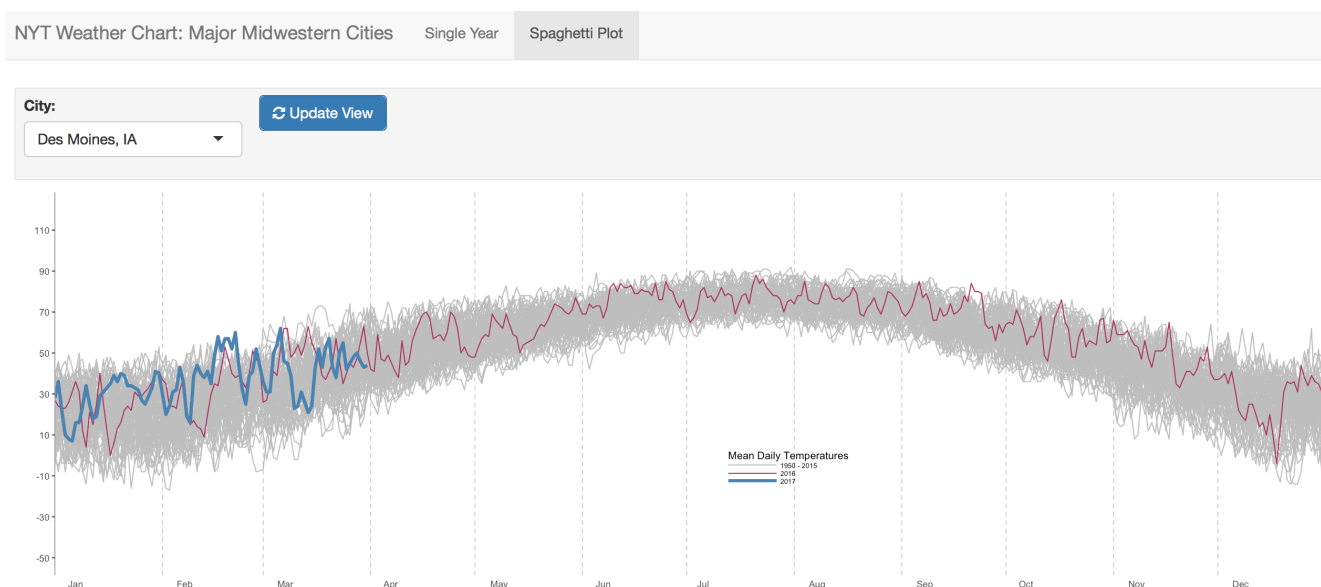 NYT Weather Chart: Major Midwestern Cities Single Year Spaghetti Plot
City:
Update View
Des Moines, IA
110
90
70
50
30
10
-10
Mean Daily Temperatures
1950 - 2015
2016
2017
-30
-50
Jan Feb Mar Apr May Jun Jul Aug Sep Oct Nov Dec